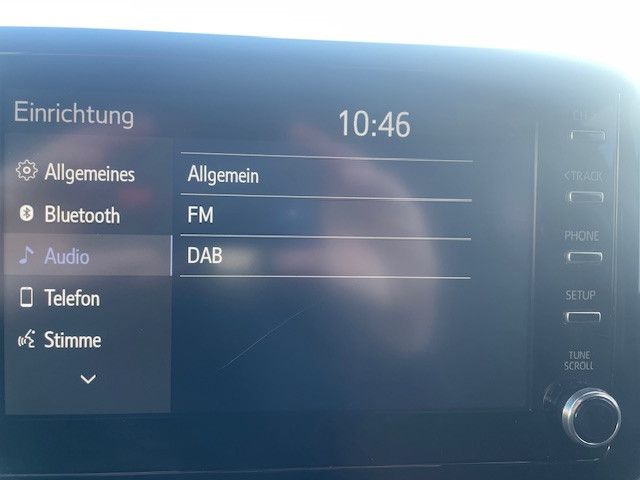 Einrichtung
10:46
Allgemeines
Bluetooth
Audio
Telefon
Stimme
Allgemein
FM
DAB
<TRACK
PHONE
SETUP
TUNE
SCROLL